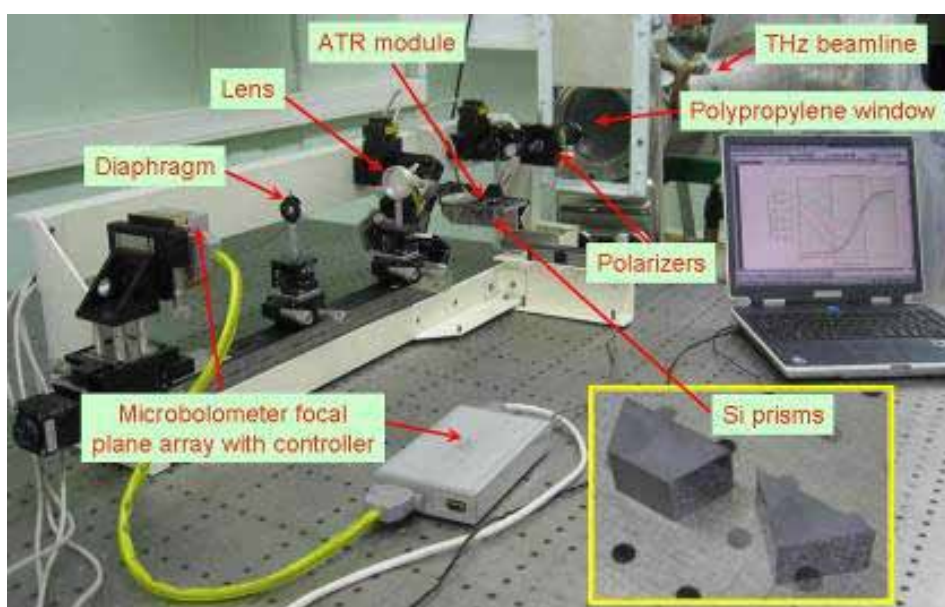 ATR module
THz beamline
Lens
Polypropylene window
Diaphragm
Polarizers
Microbolometer focal
plane array with controller
Si prisms